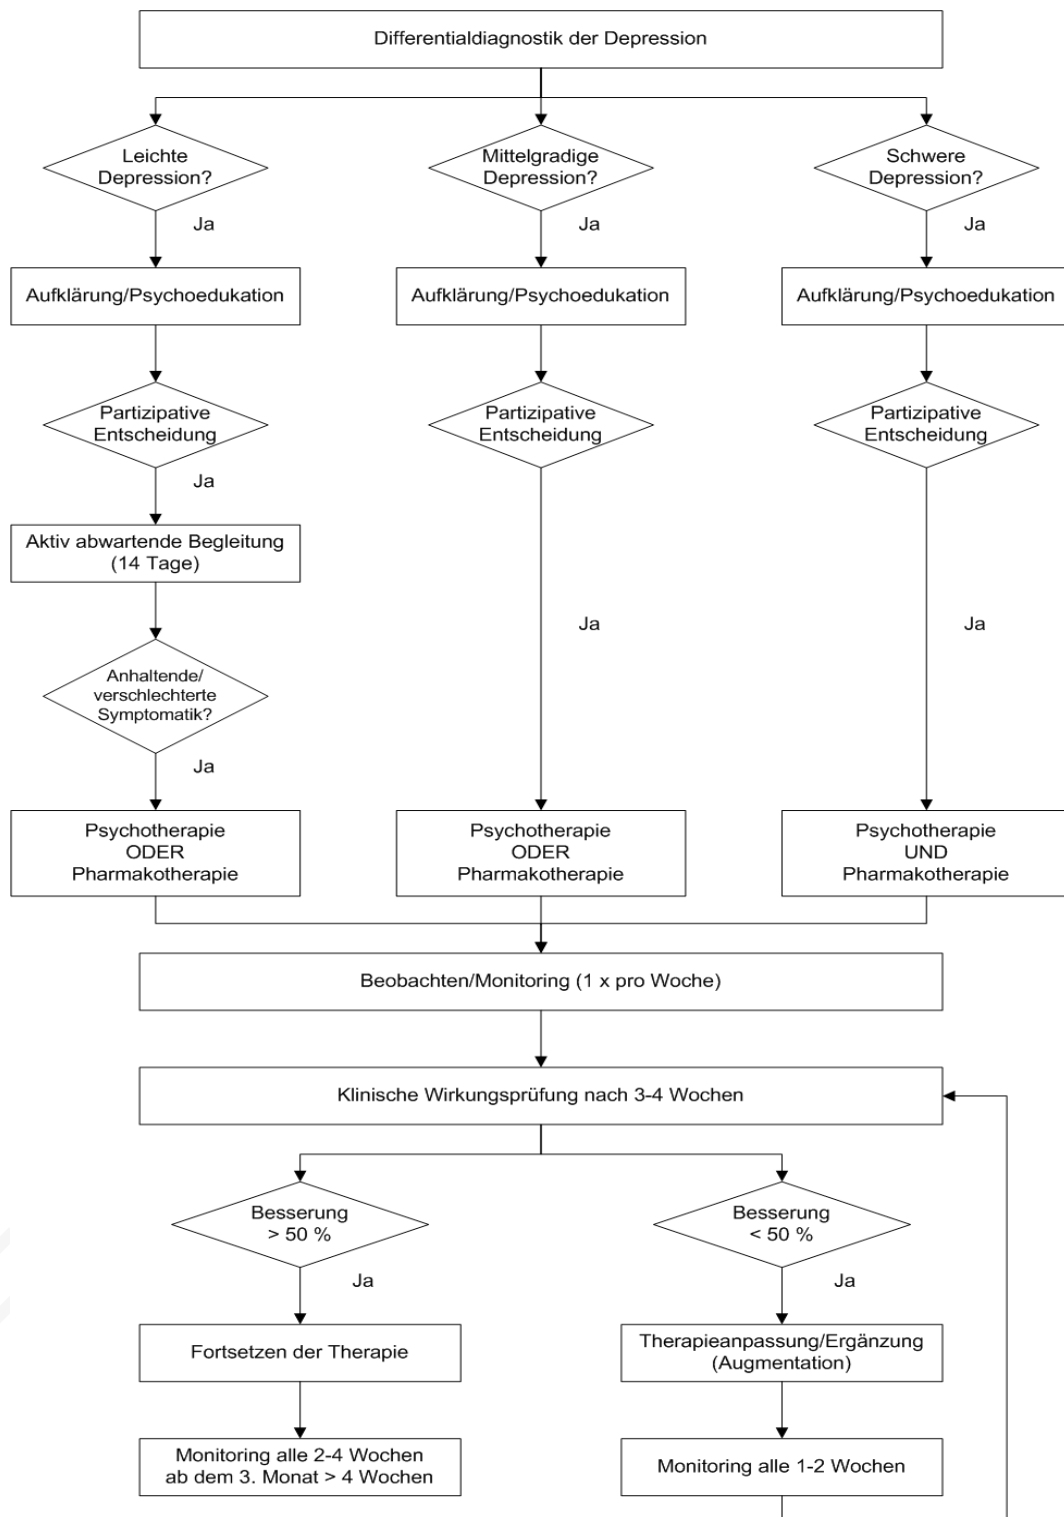 Differentialdiagnostik der Depression
Leichte
Depression?
Mittelgradige
Depression?
Schwere
Depression?
Ja
Ja
Ja
Aufklärung/Psychoedukation
Aufklärung/Psychoedukation
Aufklärung/Psychoedukation
Partizipative
Entscheidung
Partizipative
Entscheidung
Partizipative
Entscheidung
Ja
Aktiv abwartende Begleitung
(14 Tage)
Ja
Ja
Anhaltende/
verschlechterte
Symptomatik?
Ja
Psychotherapie
ODER
Pharmakotherapie
Psychotherapie
ODER
Pharmakotherapie
Psychotherapie
UND
Pharmakotherapie
Beobachten/Monitoring (1 x pro Woche)
Klinische Wirkungsprüfung nach 3-4 Wochen
Besserung
> 50 %
Besserung
< 50 %
Ja
Ja
Fortsetzen der Therapie
Therapieanpassung/Ergänzung
(Augmentation)
Monitoring alle 2-4 Wochen
ab dem 3. Monat > 4 Wochen
Monitoring alle 1-2 Wochen